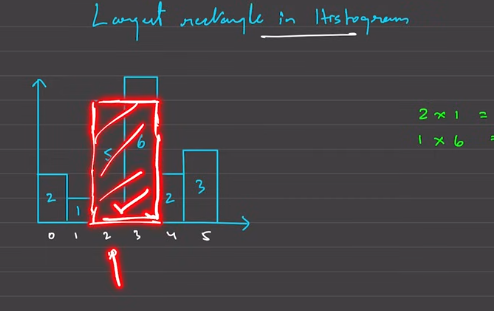 Largest rectangle in Histogram
2 x 1 =
1 x 6 =
5 6
2 1 2 3
0 1 2 3 4 5